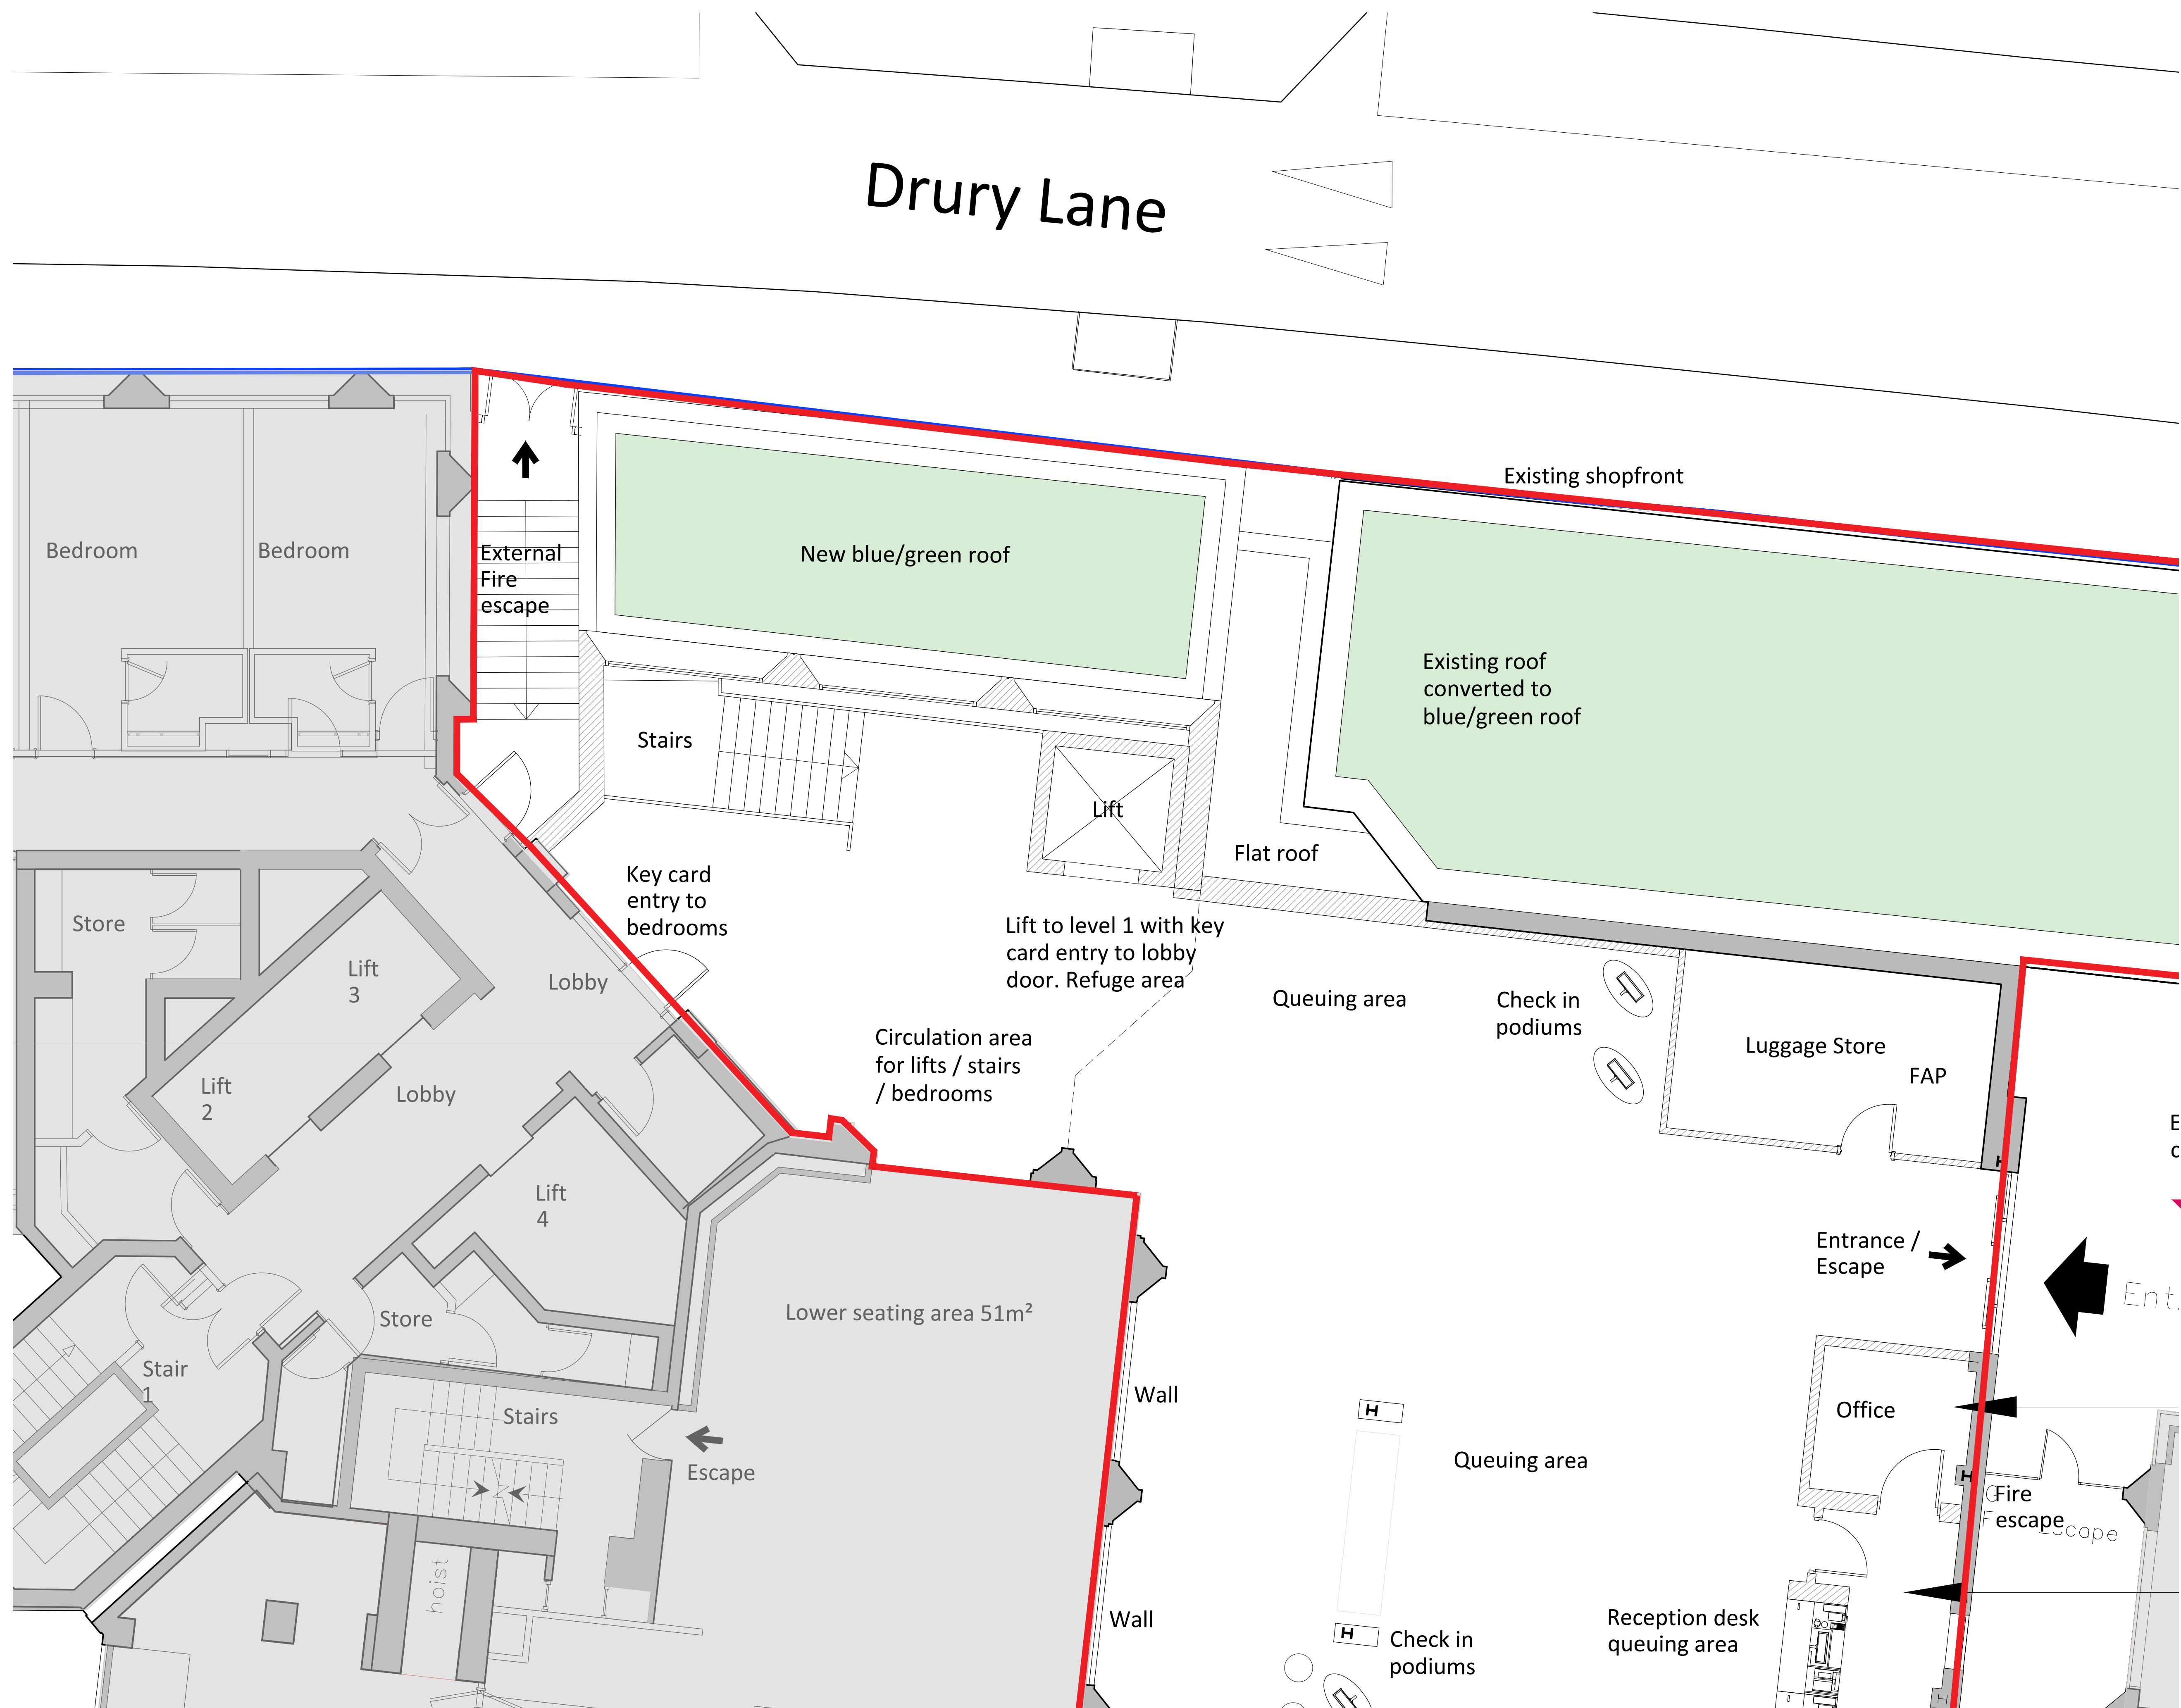 Drury Lane
Existing shopfront
Bedroom
Bedroom
External
Fire
escape
New blue/green roof
Existing roof
converted to
blue/green roof
Stairs
Lift
Flat roof
Key card
entry to
bedrooms
Store
Lift
3
Lobby
Lift to level 1 with key
card entry to lobby
door. Refuge area
Queuing area
Check in
podiums
Luggage Store
FAP
Circulation area
for lifts / stairs
/ bedrooms
Lift
2
Lobby
Lift
4
Entrance /
Escape
Store
Lower seating area 51m²
Stair
1
Stairs
Escape
Wall
Office
Queuing area
Fire
escape
Escape
hoist
Wall
Check in
podiums
Reception desk
queuing area
H
H
H
H
H